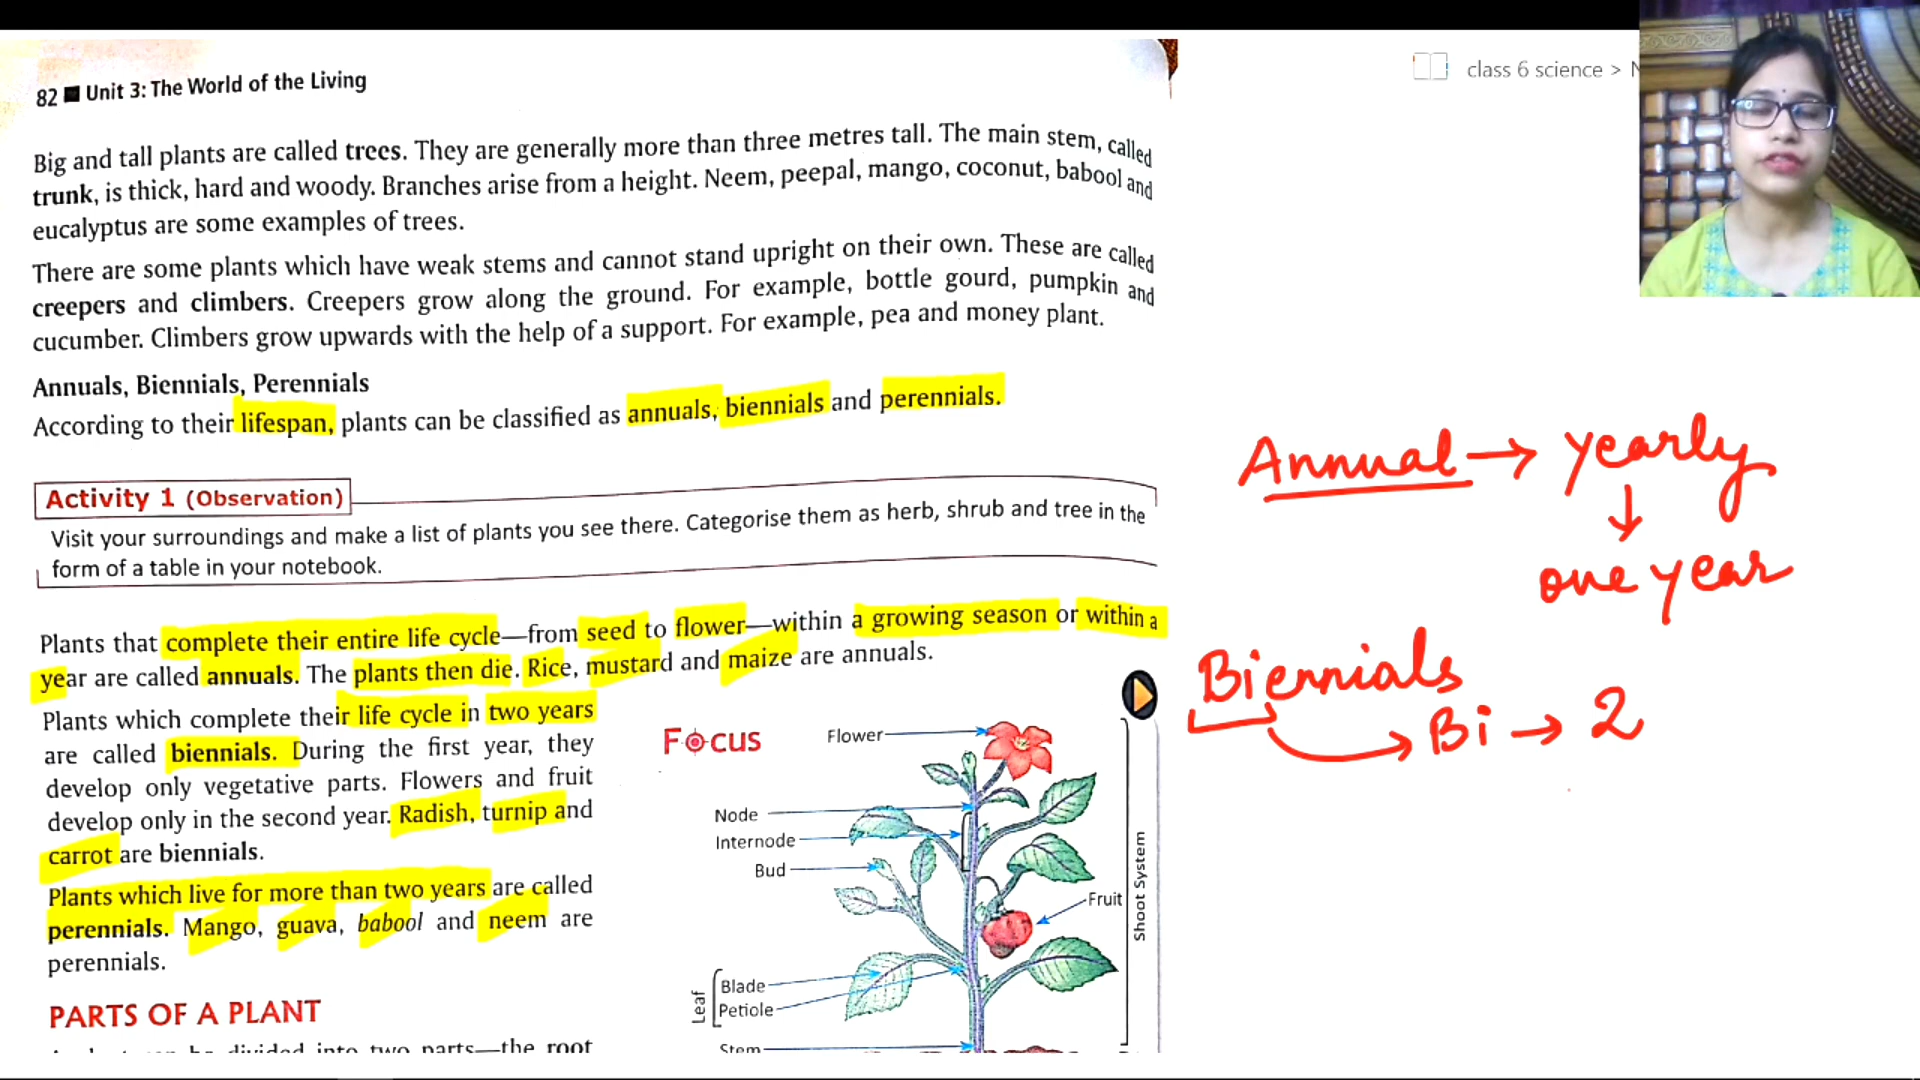 82 ■ Unit 3: The World of the Living
Big and tall plants are called trees. They are generally more than three metres tall. The main stem, called
trunk, is thick, hard and woody. Branches arise from a height. Neem, peepal, mango, coconut, babool and
eucalyptus are some examples of trees.
There are some plants which have weak stems and cannot stand upright on their own. These are called
creepers and climbers. Creepers grow along the ground. For example, bottle gourd, pumpkin and
cucumber. Climbers grow upwards with the help of a support. For example, pea and money plant.
Annuals, Biennials, Perennials
According to their lifespan, plants can be classified as annuals, biennials and perennials.
Activity 1 (Observation)
Visit your surroundings and make a list of plants you see there. Categorise them as herb, shrub and tree in the
form of a table in your notebook.
Plants that complete their entire life cycle—from seed to flower—within a growing season or within a
year are called annuals. The plants then die. Rice, mustard and maize are annuals.
Plants which complete their life cycle in two years
are called biennials. During the first year, they
develop only vegetative parts. Flowers and fruit
develop only in the second year. Radish, turnip and
carrot are biennials.
Plants which live for more than two years are called
perennials. Mango, guava, babool and neem are
perennials.
PARTS OF A PLANT
two parts—the root
Focus
Flower
Node
Internode
Bud
Fruit
Blade
Petiole
Leaf
Stem
Shoot System
class 6 science >
Annual → yearly
↓
one year
Biennials
Bi → 2